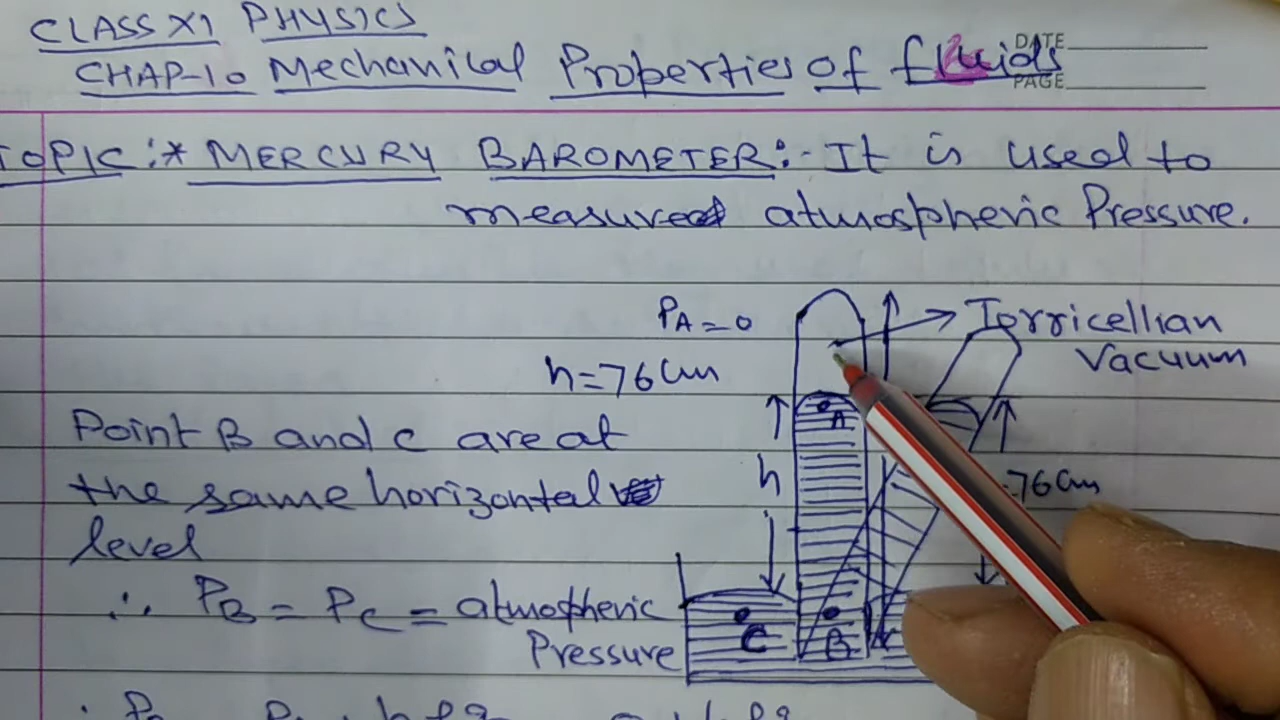 CLASS XI PHYSICS
DATE
CHAP-10 Mechanical Properties of fluids
PAGE
TOPIC :* MERCURY BAROMETER:- It is used to
measure atmospheric Pressure.
PA = 0
Torricellian
Vacuum
h = 76 cm
A
Point B and C are at
the same horizontal
level
h
76 cm
∴ PB = PC = atmospheric
Pressure
C
B